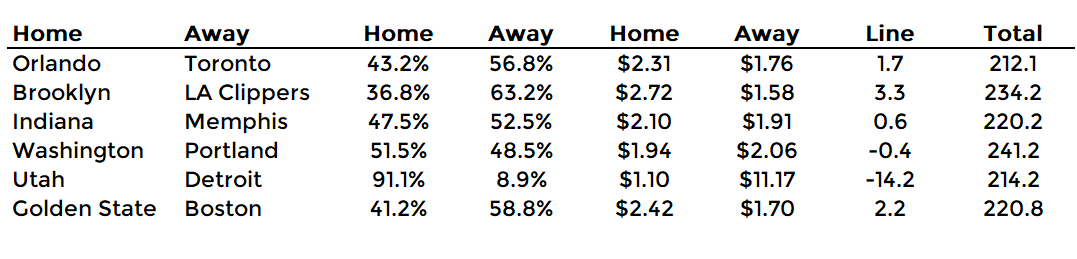 Home Away Home Away Home Away Line Total
Orlando Toronto 43.2% 56.8% $2.31 $1.76 1.7 212.1
Brooklyn LA Clippers 36.8% 63.2% $2.72 $1.58 3.3 234.2
Indiana Memphis 47.5% 52.5% $2.10 $1.91 0.6 220.2
Washington Portland 51.5% 48.5% $1.94 $2.06 -0.4 241.2
Utah Detroit 91.1% 8.9% $1.10 $11.17 -14.2 214.2
Golden State Boston 41.2% 58.8% $2.42 $1.70 2.2 220.8